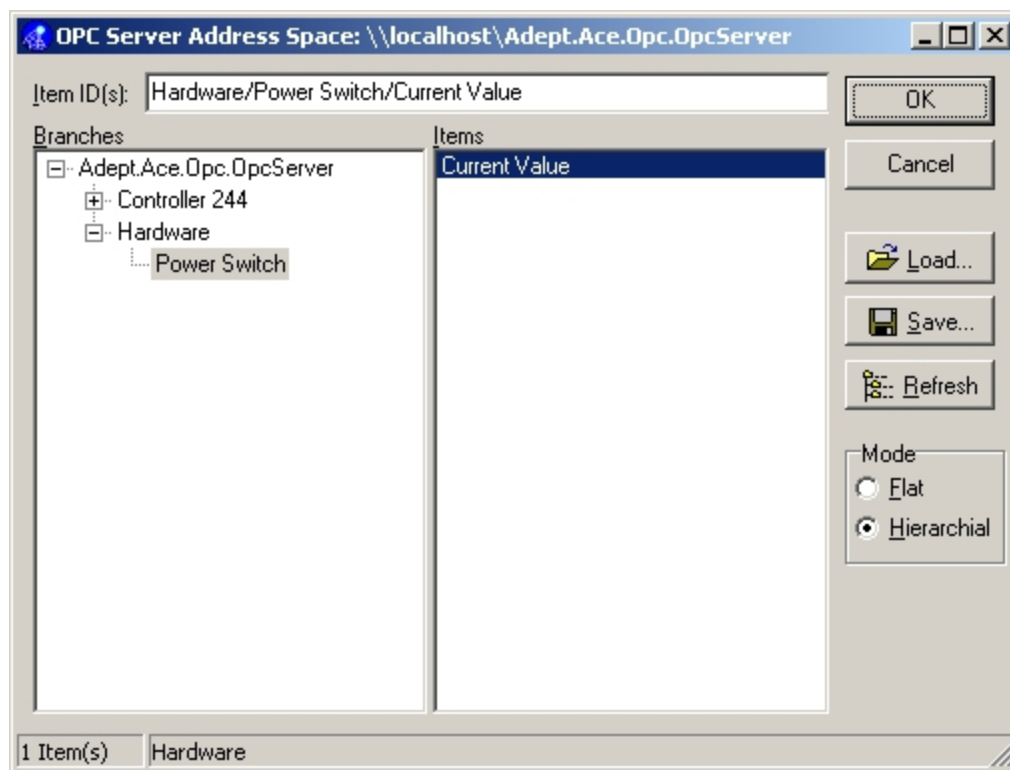 OPC Server Address Space: \\localhost\Adept.Ace.Opc.OpcServer
Item ID(s): Hardware/Power Switch/Current Value
OK
Branches
Items
Adept.Ace.Opc.OpcServer
Current Value
Cancel
Controller 244
Hardware
Power Switch
Load...
Save...
Refresh
Mode
Flat
Hierarchial
1 Item(s)
Hardware